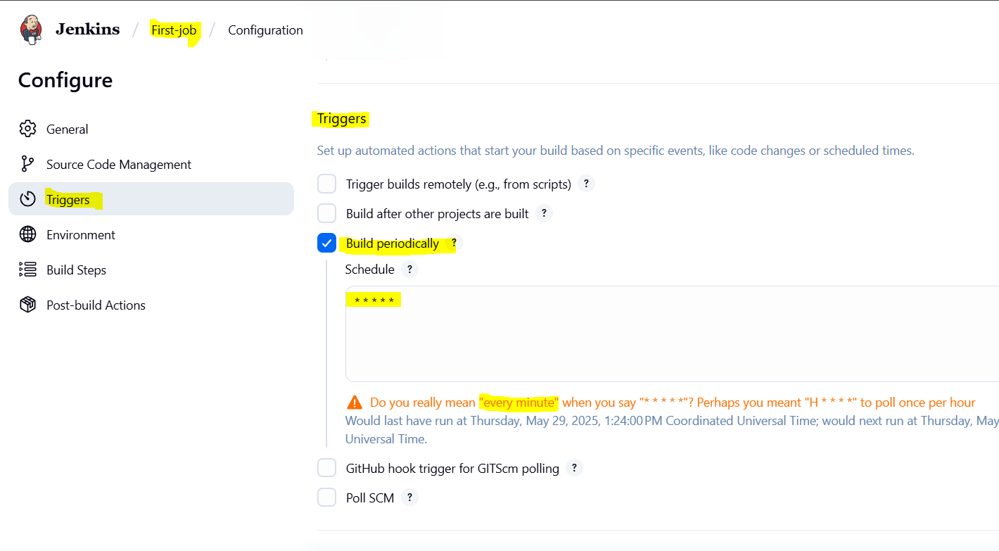 Jenkins / First-job / Configuration
Configure
General
Source Code Management
Triggers
Environment
Build Steps
Post-build Actions
Triggers
Set up automated actions that start your build based on specific events, like code changes or scheduled times.
Trigger builds remotely (e.g., from scripts) ?
Build after other projects are built ?
Build periodically ?
Schedule ?
* * * * *
Do you really mean "every minute" when you say "* * * * *"? Perhaps you meant "H * * * *" to poll once per hour
Would last have run at Thursday, May 29, 2025, 1:24:00 PM Coordinated Universal Time; would next run at Thursday, May
Universal Time.
GitHub hook trigger for GITScm polling ?
Poll SCM ?